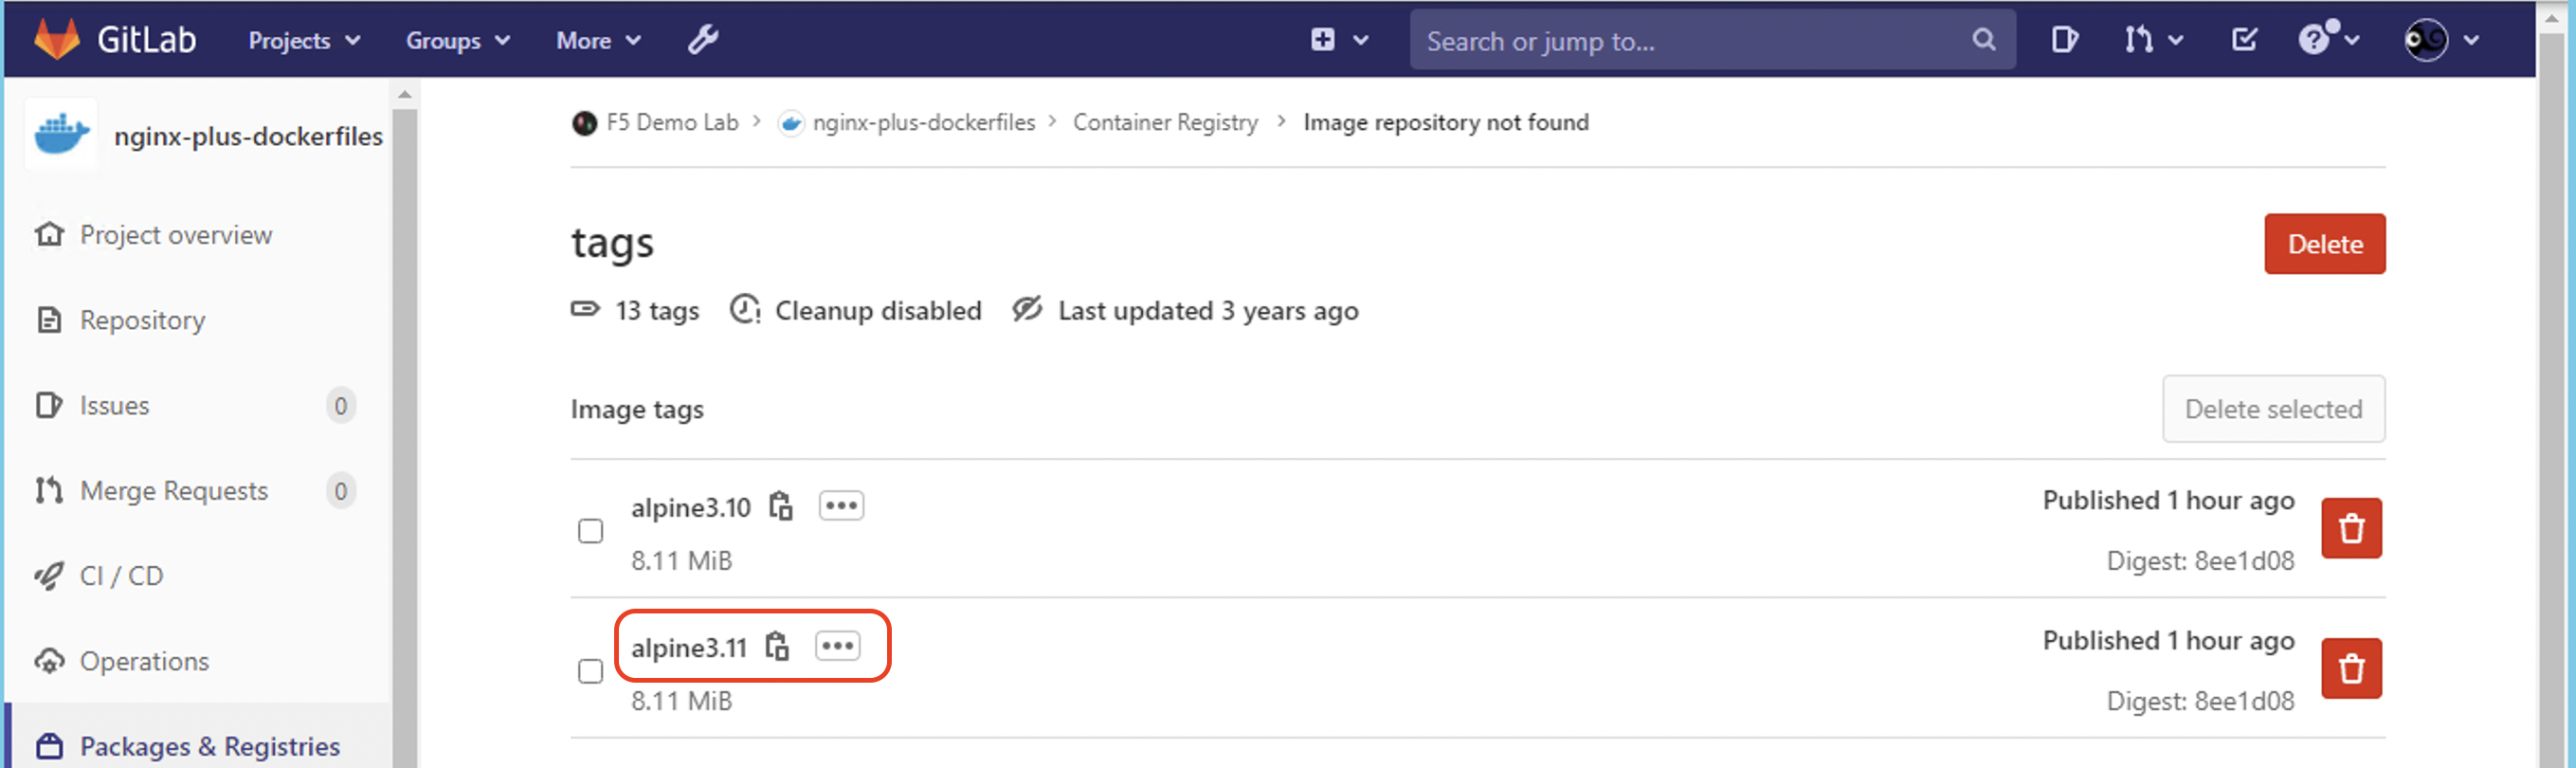 GitLab Projects Groups More Search or jump to...
nginx-plus-dockerfiles
Project overview
Repository
Issues 0
Merge Requests 0
CI / CD
Operations
Packages & Registries
F5 Demo Lab > nginx-plus-dockerfiles > Container Registry > Image repository not found
tags
Delete
13 tags Cleanup disabled Last updated 3 years ago
Image tags
Delete selected
alpine3.10
Published 1 hour ago
8.11 MiB
Digest: 8ee1d08
alpine3.11
Published 1 hour ago
8.11 MiB
Digest: 8ee1d08